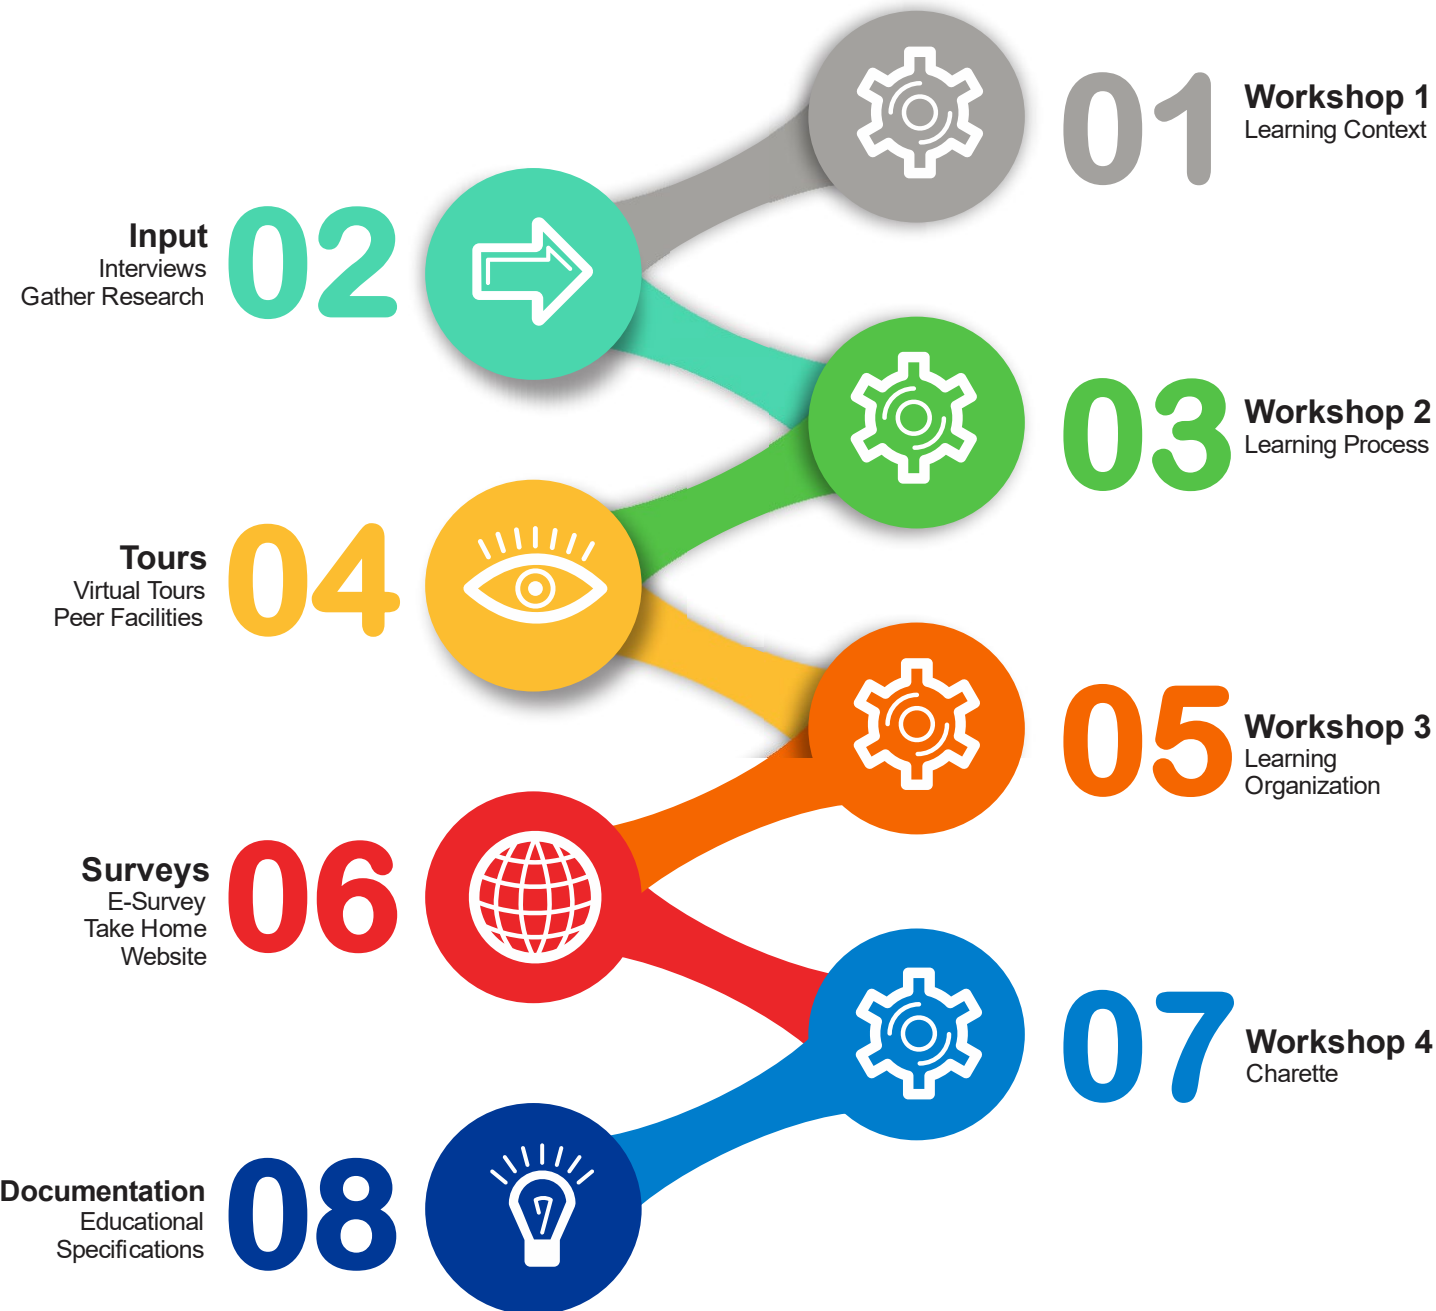 01
Workshop 1
Learning Context
02
Input
Interviews
Gather Research
03
Workshop 2
Learning Process
04
Tours
Virtual Tours
Peer Facilities
05
Workshop 3
Learning
Organization
06
Surveys
E-Survey
Take Home
Website
07
Workshop 4
Charette
08
Documentation
Educational
Specifications